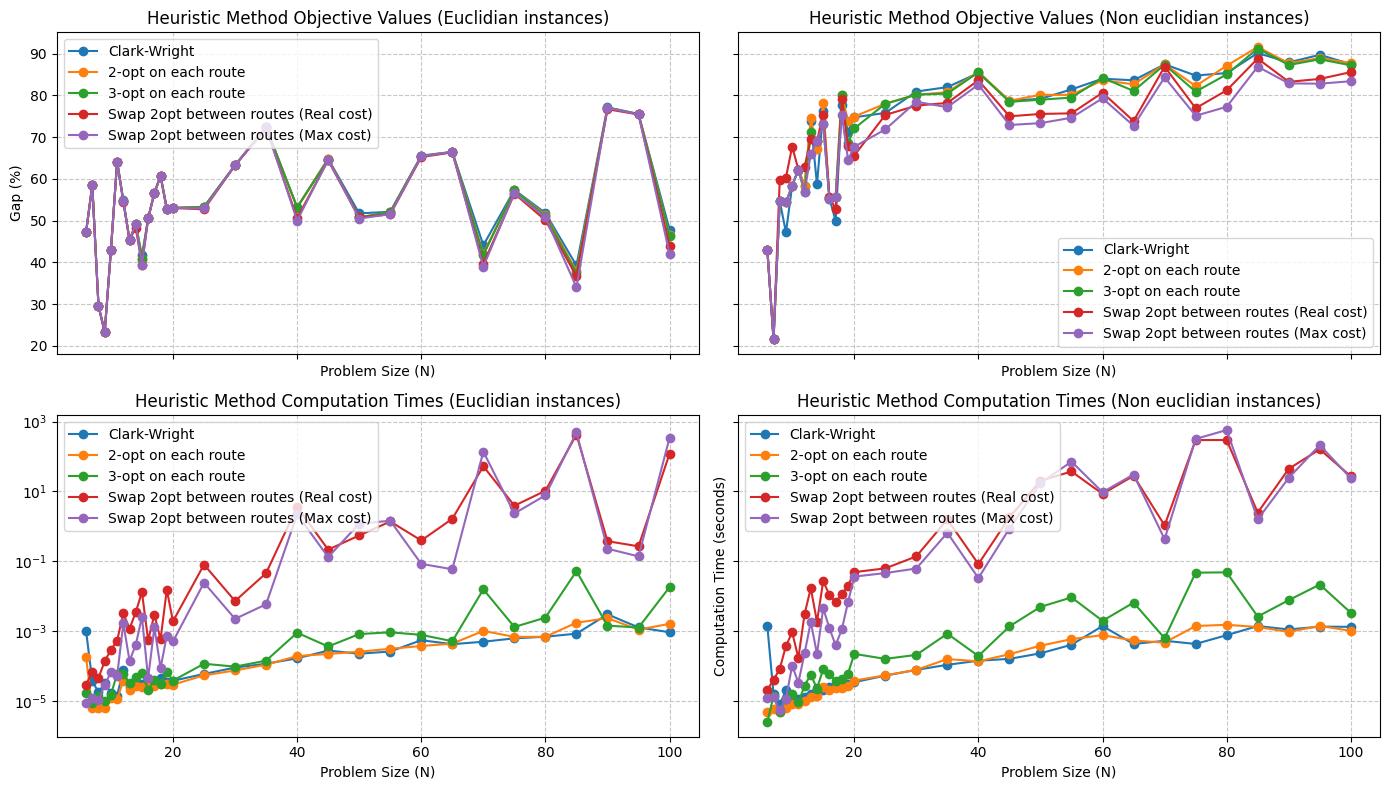 Heuristic Method Objective Values (Euclidian instances)
Gap (%)
90
80
70
60
50
40
30
20
Clark-Wright
2-opt on each route
3-opt on each route
Swap 2opt between routes (Real cost)
Swap 2opt between routes (Max cost)
Problem Size (N)
Heuristic Method Objective Values (Non euclidian instances)
Clark-Wright
2-opt on each route
3-opt on each route
Swap 2opt between routes (Real cost)
Swap 2opt between routes (Max cost)
Problem Size (N)
Heuristic Method Computation Times (Euclidian instances)
10³
10¹
10⁻¹
10⁻³
10⁻⁵
Clark-Wright
2-opt on each route
3-opt on each route
Swap 2opt between routes (Real cost)
Swap 2opt between routes (Max cost)
20 40 60 80 100
Problem Size (N)
Heuristic Method Computation Times (Non euclidian instances)
Computation Time (seconds)
Clark-Wright
2-opt on each route
3-opt on each route
Swap 2opt between routes (Real cost)
Swap 2opt between routes (Max cost)
20 40 60 80 100
Problem Size (N)